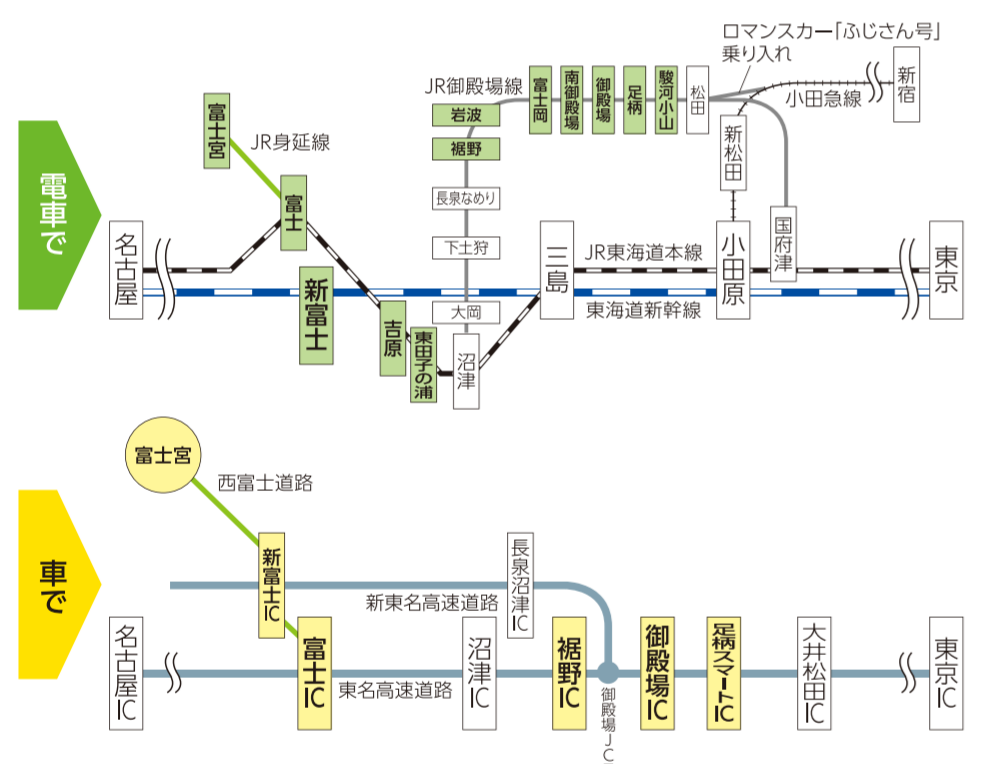 電車で
ロマンスカー「ふじさん号」
乗り入れ
新宿
小田急線
JR御殿場線
富士岡
南御殿場
御殿場
足柄
駿河小山
松田
新松田
岩波
裾野
長泉なめり
下土狩
大岡
沼津
富士宮
JR身延線
富士
名古屋
新富士
吉原
東田子の浦
三島
JR東海道本線
東海道新幹線
小田原
国府津
東京
車で
富士宮
西富士道路
新富士IC
長泉沼津IC
新東名高速道路
名古屋IC
富士IC
東名高速道路
沼津IC
裾野IC
御殿場JC
御殿場IC
足柄スマートIC
大井松田IC
東京IC